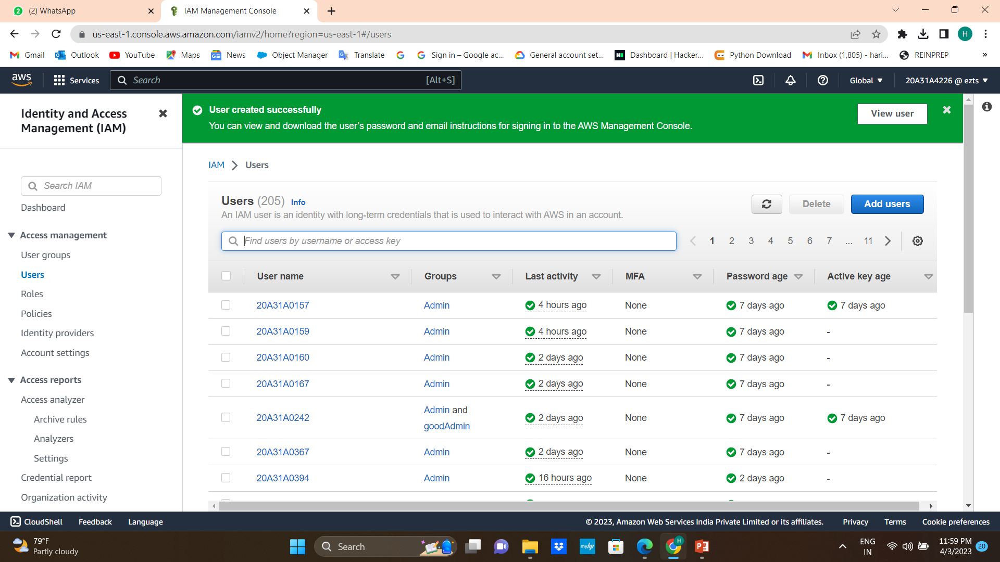 (2) WhatsApp
IAM Management Console
us-east-1.console.aws.amazon.com/iamv2/home?region=us-east-1#/users
H
Gmail
Outlook
YouTube
Maps
News
Object Manager
Translate
Sign in – Google ac...
General account set...
Dashboard | Hacker...
Python Download
Inbox (1,805) - hari...
REINPREP
»
aws
Services
Search
[Alt+S]
Global
20A31A4226 @ ezts
Identity and Access
Management (IAM)
User created successfully
You can view and download the user's password and email instructions for signing in to the AWS Management Console.
View user
Search IAM
Dashboard
Access management
User groups
Users
Roles
Policies
Identity providers
Account settings
Access reports
Access analyzer
Archive rules
Analyzers
Settings
Credential report
Organization activity
IAM > Users
Users (205) Info
An IAM user is an identity with long-term credentials that is used to interact with AWS in an account.
Delete
Add users
Find users by username or access key
1 2 3 4 5 6 7 ... 11
User name Groups Last activity MFA Password age Active key age
20A31A0157 Admin 4 hours ago None 7 days ago 7 days ago
20A31A0159 Admin 4 hours ago None 7 days ago -
20A31A0160 Admin 2 days ago None 7 days ago -
20A31A0167 Admin 2 days ago None 7 days ago -
20A31A0242 Admin and goodAdmin 2 days ago None 7 days ago 7 days ago
20A31A0367 Admin 2 days ago None 7 days ago -
20A31A0394 Admin 16 hours ago None 2 days ago -
CloudShell
Feedback
Language
© 2023, Amazon Web Services India Private Limited or its affiliates.
Privacy
Terms
Cookie preferences
79°F
Partly cloudy
Search
myhp
H
ENG
IN
11:59 PM
4/3/2023
20